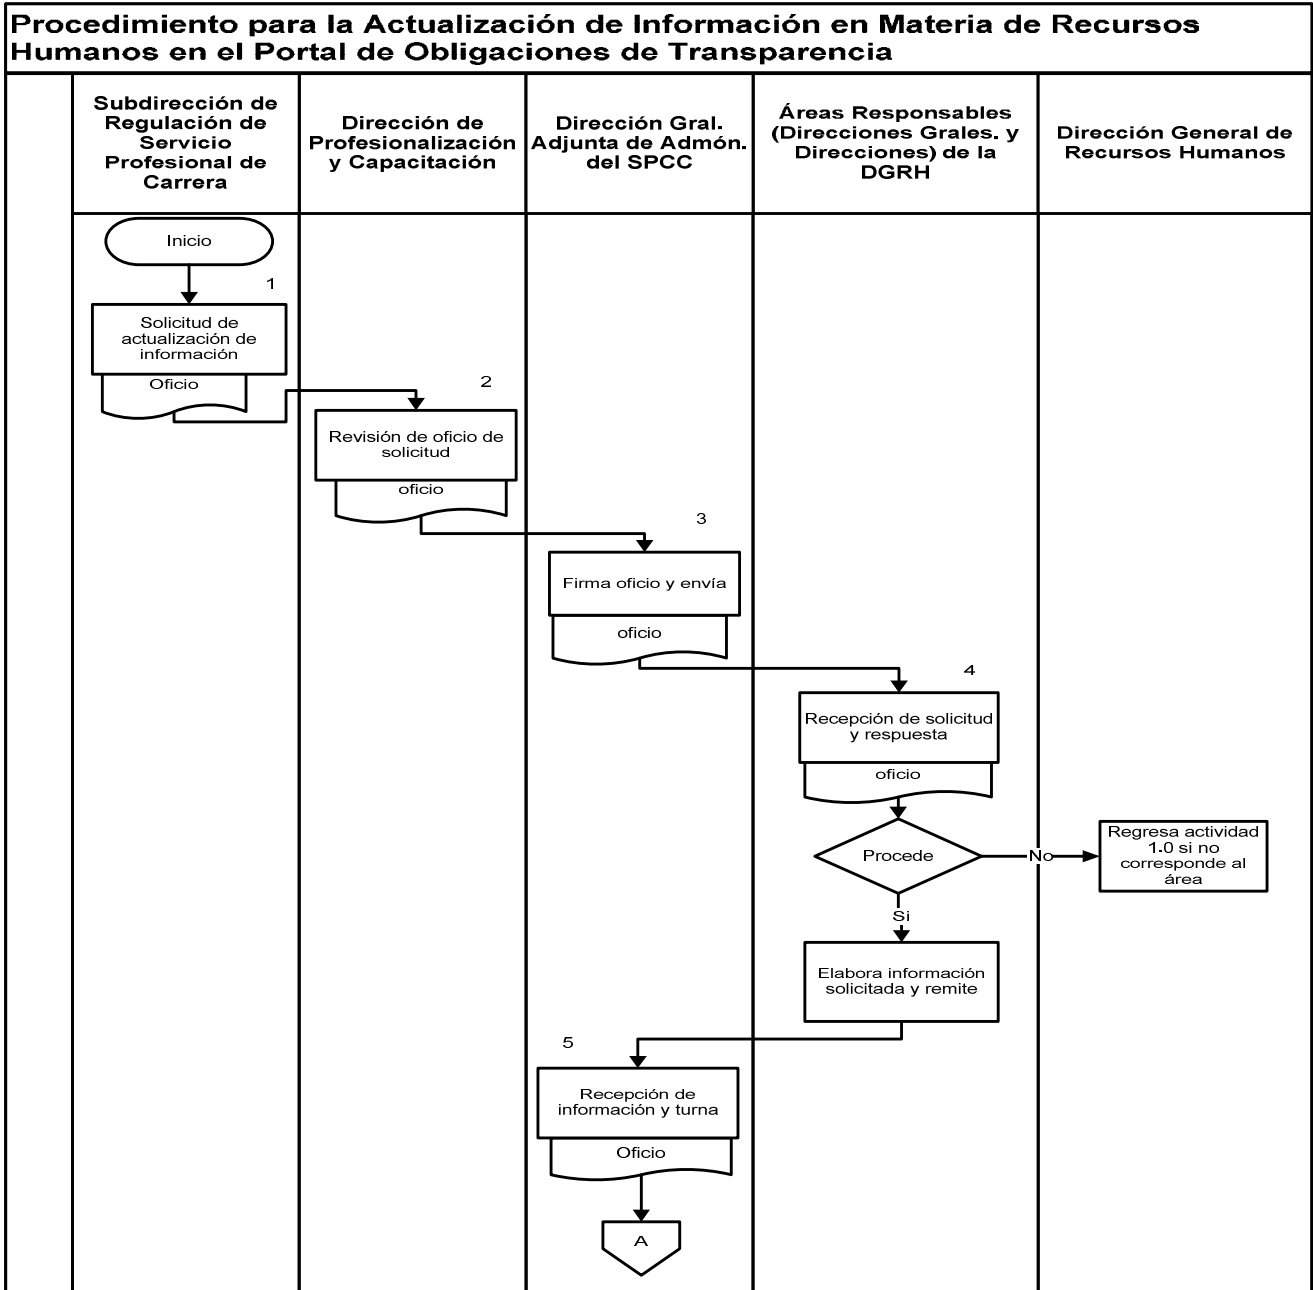 Procedimiento para la Actualización de Información en Materia de Recursos
Humanos en el Portal de Obligaciones de Transparencia
Subdirección de
Regulación de
Servicio
Profesional de
Carrera
Dirección de
Profesionalización
y Capacitación
Dirección Gral.
Adjunta de Admón.
del SPCC
Áreas Responsables
(Direcciones Grales. y
Direcciones) de la
DGRH
Dirección General de
Recursos Humanos
Inicio
1
Solicitud de
actualización de
información
Oficio
2
Revisión de oficio de
solicitud
oficio
3
Firma oficio y envía
oficio
4
Recepción de solicitud
y respuesta
oficio
Procede
No
Regresa actividad
1.0 si no
corresponde al
área
Si
Elabora información
solicitada y remite
5
Recepción de
información y turna
Oficio
A